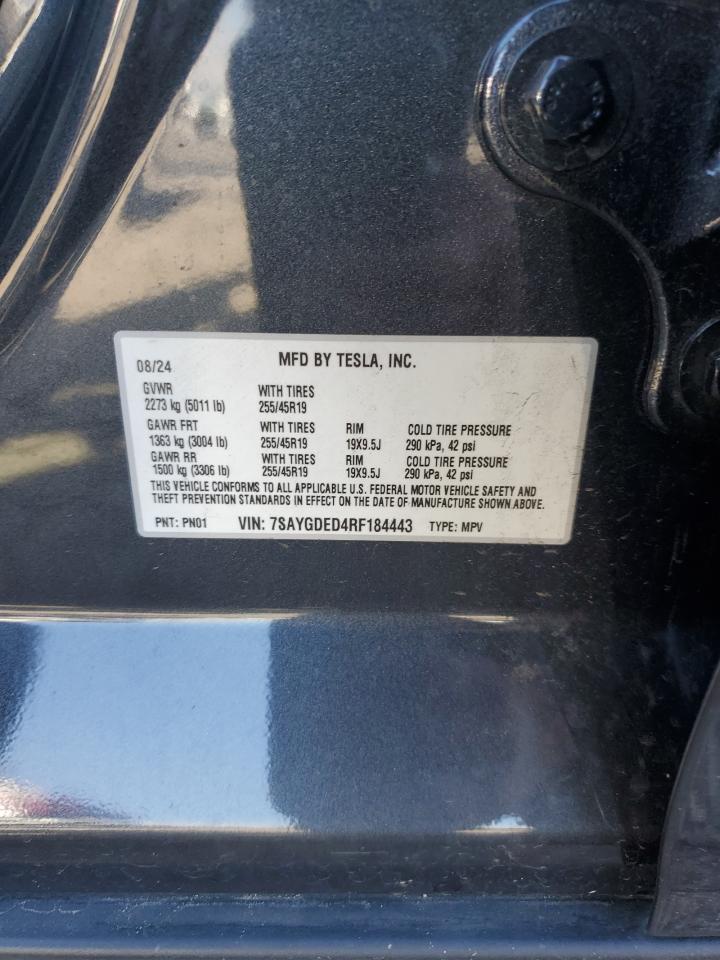 08/24 MFD BY TESLA, INC.
GVWR WITH TIRES
2273 kg (5011 lb) 255/45R19
GAWR FRT WITH TIRES RIM COLD TIRE PRESSURE
1363 kg (3004 lb) 255/45R19 19X9.5J 290 kPa, 42 psi
GAWR RR WITH TIRES RIM COLD TIRE PRESSURE
1500 kg (3306 lb) 255/45R19 19X9.5J 290 kPa, 42 psi
THIS VEHICLE CONFORMS TO ALL APPLICABLE U.S. FEDERAL MOTOR VEHICLE SAFETY AND
THEFT PREVENTION STANDARDS IN EFFECT ON THE DATE OF MANUFACTURE SHOWN ABOVE.
PNT: PN01 VIN: 7SAYGDED4RF184443 TYPE: MPV